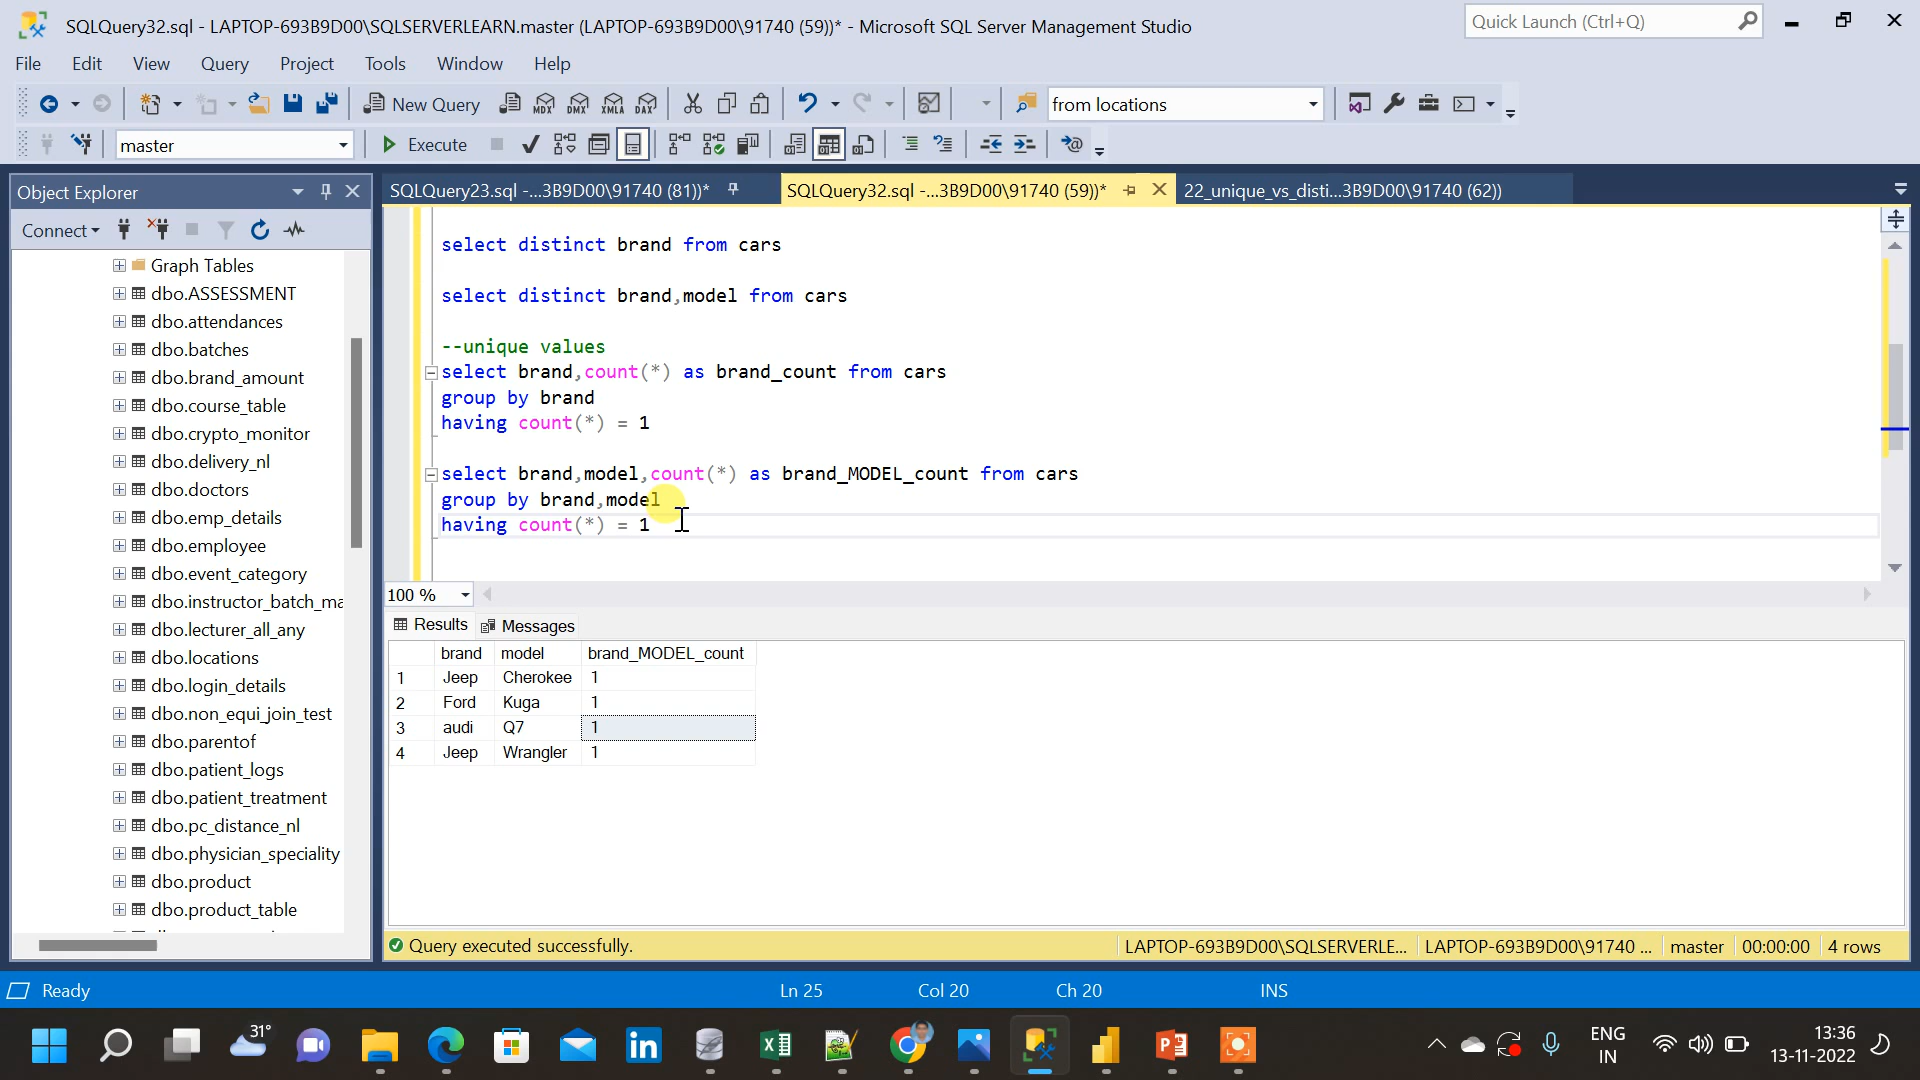 SQLQuery32.sql - LAPTOP-693B9D00\SQLSERVERLEARN.master (LAPTOP-693B9D00\91740 (59))* - Microsoft SQL Server Management Studio
Quick Launch (Ctrl+Q)
File Edit View Query Project Tools Window Help
New Query MDX DMX XMLA DAX from locations
master Execute
Object Explorer
SQLQuery23.sql -...3B9D00\91740 (81))*
SQLQuery32.sql -...3B9D00\91740 (59))*
22_unique_vs_disti...3B9D00\91740 (62))
Connect
Graph Tables
dbo.ASSESSMENT
dbo.attendances
dbo.batches
dbo.brand_amount
dbo.course_table
dbo.crypto_monitor
dbo.delivery_nl
dbo.doctors
dbo.emp_details
dbo.employee
dbo.event_category
dbo.instructor_batch_ma
dbo.lecturer_all_any
dbo.locations
dbo.login_details
dbo.non_equi_join_test
dbo.parentof
dbo.patient_logs
dbo.patient_treatment
dbo.pc_distance_nl
dbo.physician_speciality
dbo.product
dbo.product_table
select distinct brand from cars
select distinct brand,model from cars
--unique values
select brand,count(*) as brand_count from cars
group by brand
having count(*) = 1
select brand,model,count(*) as brand_MODEL_count from cars
group by brand,model
having count(*) = 1
100 %
Results Messages
brand model brand_MODEL_count
1 Jeep Cherokee 1
2 Ford Kuga 1
3 audi Q7 1
4 Jeep Wrangler 1
Query executed successfully. LAPTOP-693B9D00\SQLSERVERLE... LAPTOP-693B9D00\91740 ... master 00:00:00 4 rows
Ready Ln 25 Col 20 Ch 20 INS
31°
ENG
IN
13:36
13-11-2022